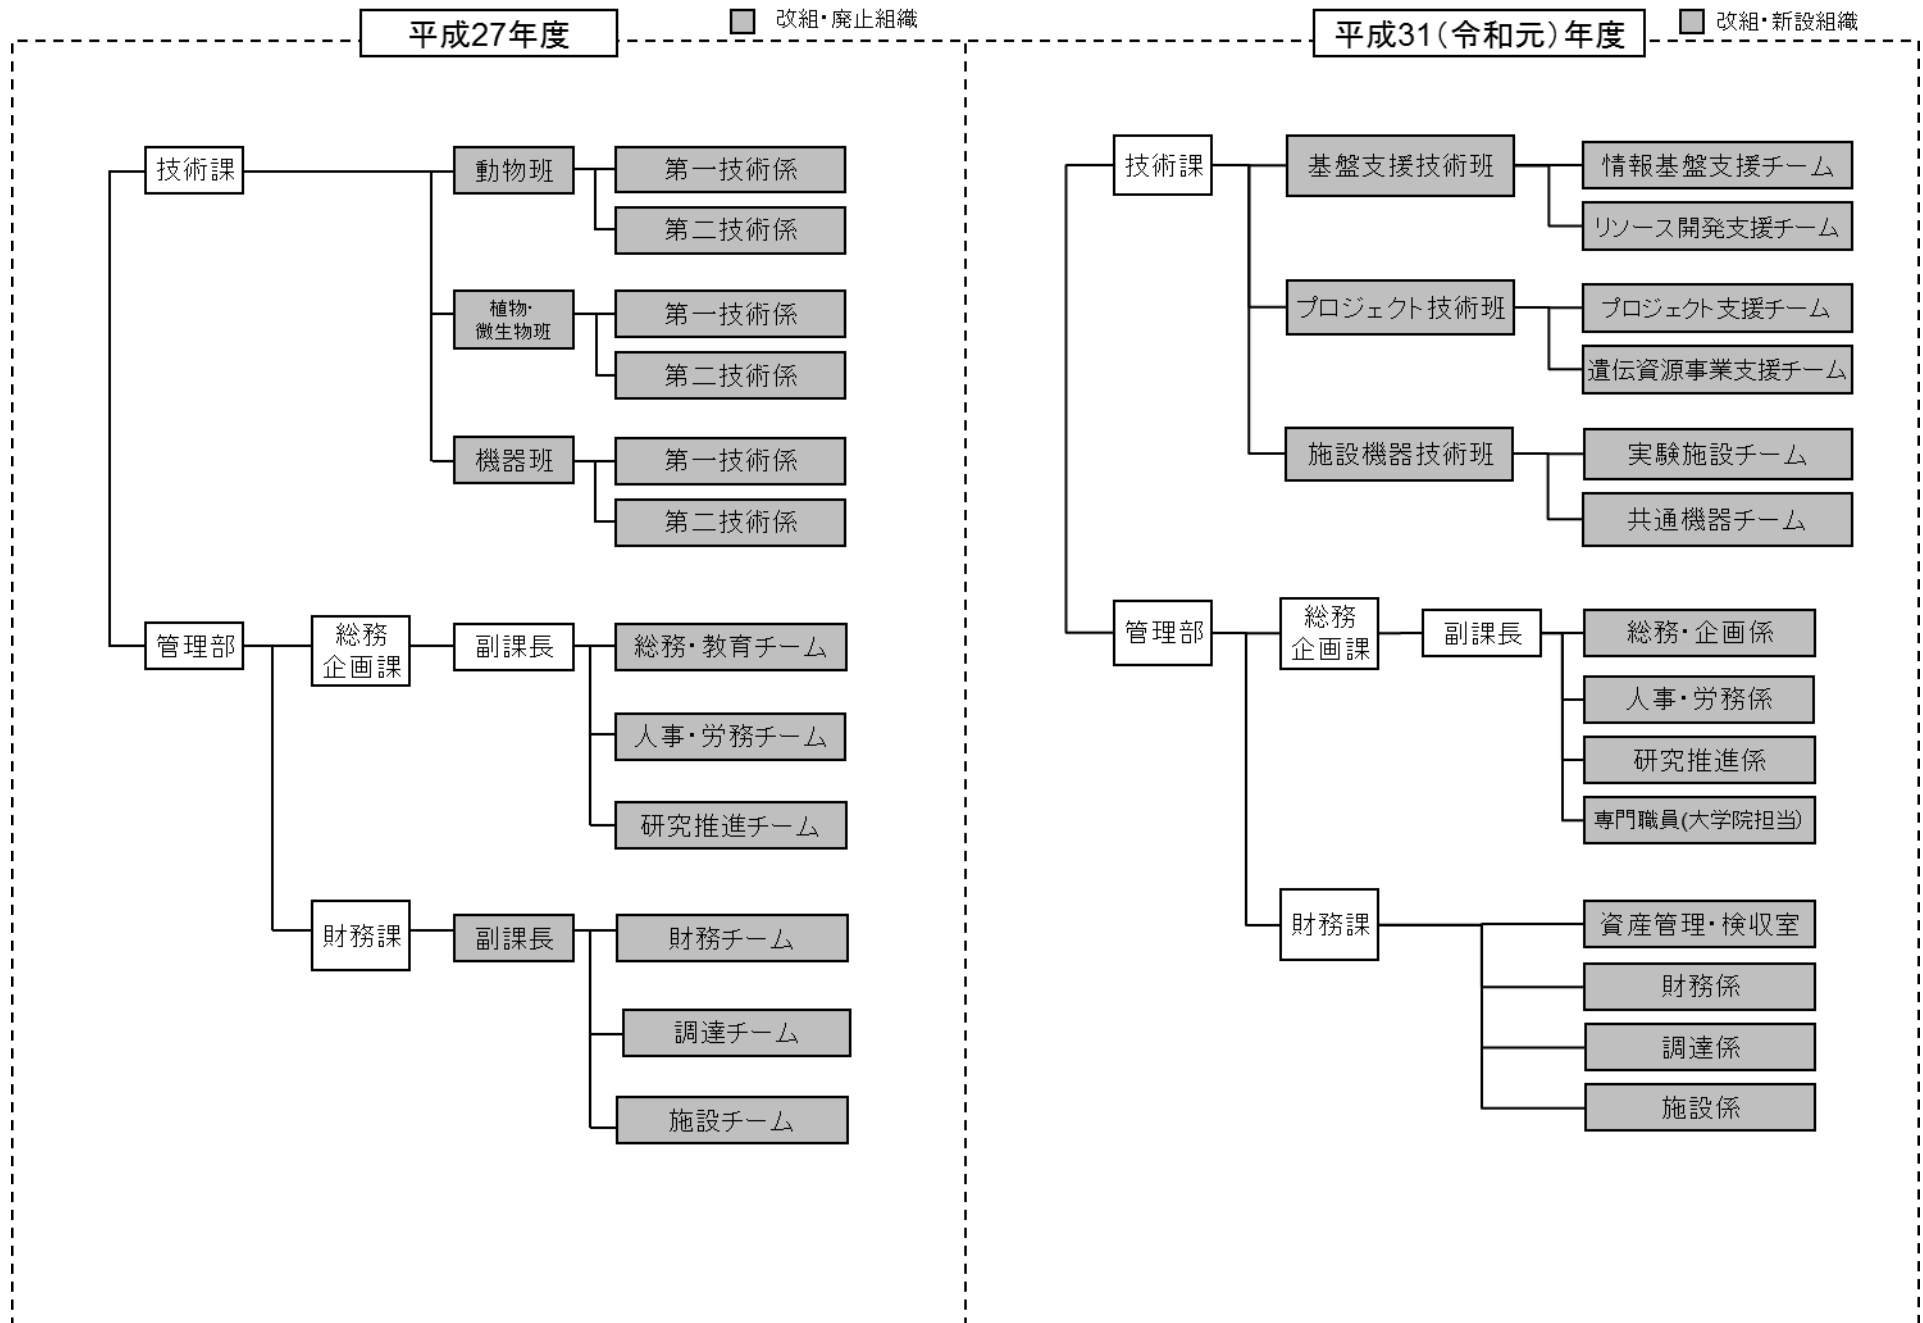 平成27年度
改組・廃止組織
技術課
動物班
第一技術係
第二技術係
植物・
微生物班
第一技術係
第二技術係
機器班
第一技術係
第二技術係
管理部
総務
企画課
副課長
総務・教育チーム
人事・労務チーム
研究推進チーム
財務課
副課長
財務チーム
調達チーム
施設チーム
平成31(令和元)年度
改組・新設組織
技術課
基盤支援技術班
情報基盤支援チーム
リソース開発支援チーム
プロジェクト技術班
プロジェクト支援チーム
遺伝資源事業支援チーム
施設機器技術班
実験施設チーム
共通機器チーム
管理部
総務
企画課
副課長
総務・企画係
人事・労務係
研究推進係
専門職員(大学院担当)
財務課
資産管理・検収室
財務係
調達係
施設係